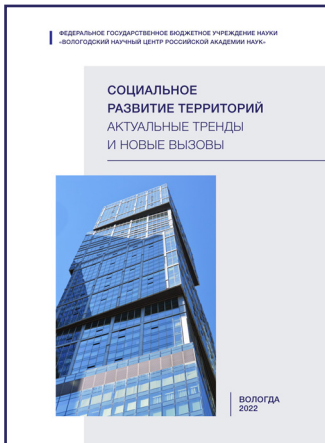 ФЕДЕРАЛЬНОЕ ГОСУДАРСТВЕННОЕ БЮДЖЕТНОЕ УЧРЕЖДЕНИЕ НАУКИ
«ВОЛОГОДСКИЙ НАУЧНЫЙ ЦЕНТР РОССИЙСКОЙ АКАДЕМИИ НАУК»
СОЦИАЛЬНОЕ
РАЗВИТИЕ ТЕРРИТОРИЙ
АКТУАЛЬНЫЕ ТРЕНДЫ
И НОВЫЕ ВЫЗОВЫ
ВОЛОГДА
2022